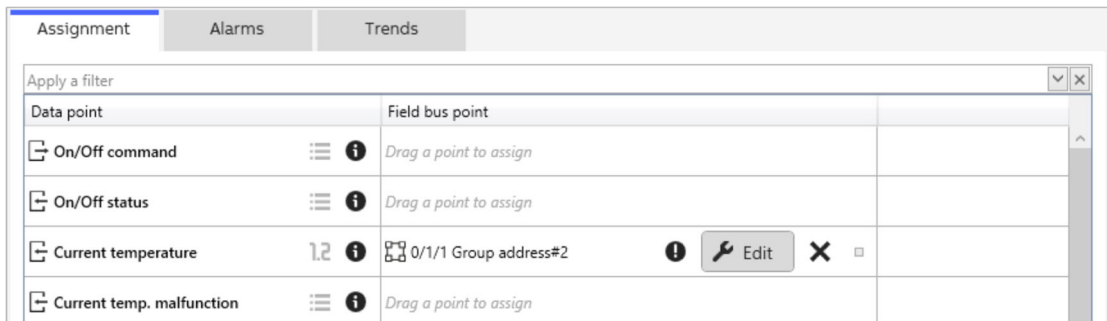 Assignment Alarms Trends
Apply a filter
Data point Field bus point
On/Off command Drag a point to assign
On/Off status Drag a point to assign
Current temperature 1.2 0/1/1 Group address#2 Edit
Current temp. malfunction Drag a point to assign